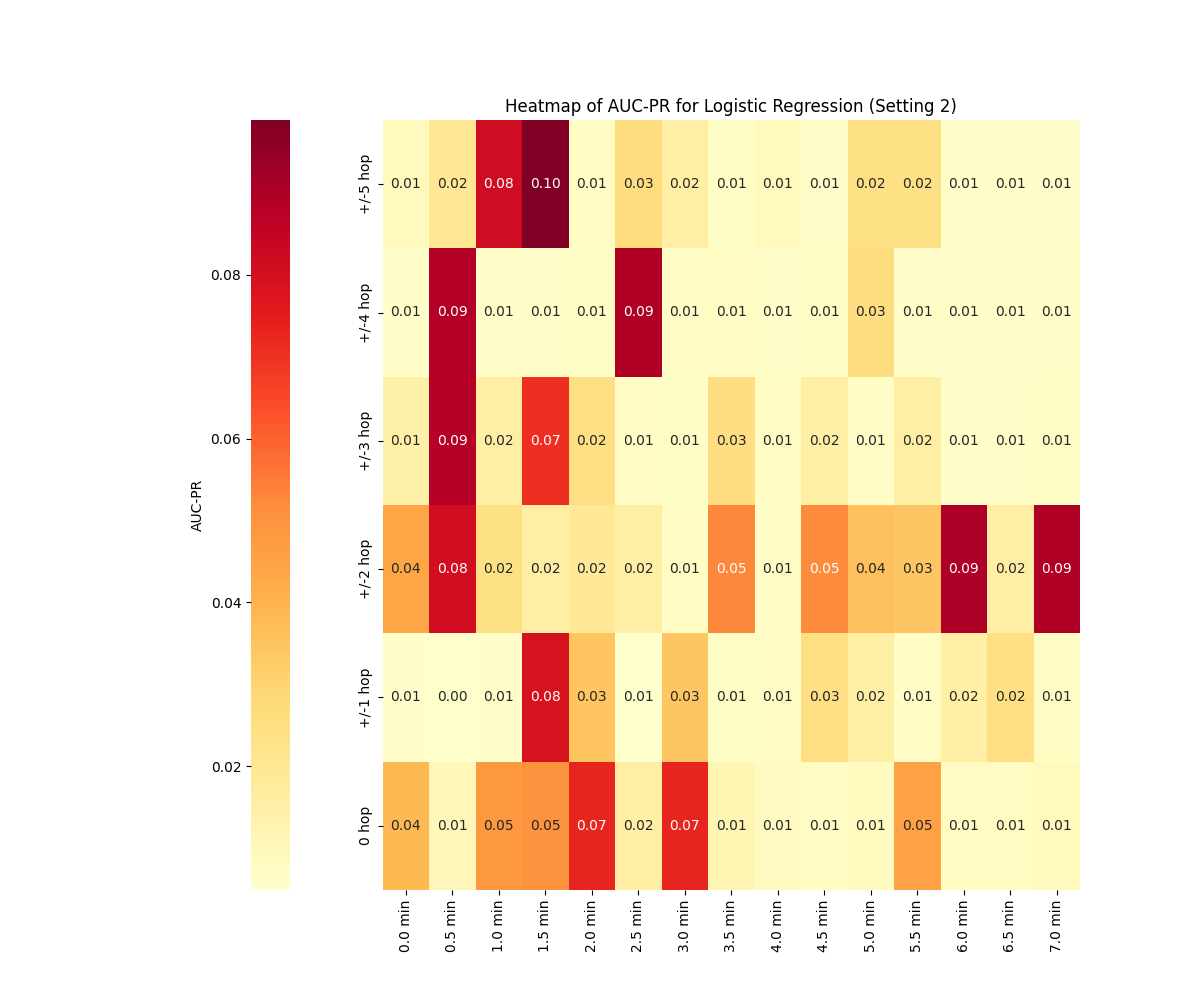 Heatmap of AUC-PR for Logistic Regression (Setting 2)
+/-5 hop 0.01 0.02 0.08 0.10 0.01 0.03 0.02 0.01 0.01 0.01 0.02 0.02 0.01 0.01 0.01
+/-4 hop 0.01 0.09 0.01 0.01 0.01 0.09 0.01 0.01 0.01 0.01 0.03 0.01 0.01 0.01 0.01
+/-3 hop 0.01 0.09 0.02 0.07 0.02 0.01 0.01 0.03 0.01 0.02 0.01 0.02 0.01 0.01 0.01
+/-2 hop 0.04 0.08 0.02 0.02 0.02 0.02 0.01 0.05 0.01 0.05 0.04 0.03 0.09 0.02 0.09
+/-1 hop 0.01 0.00 0.01 0.08 0.03 0.01 0.03 0.01 0.01 0.03 0.02 0.01 0.02 0.02 0.01
0 hop 0.04 0.01 0.05 0.05 0.07 0.02 0.07 0.01 0.01 0.01 0.01 0.05 0.01 0.01 0.01
0.0 min 0.5 min 1.0 min 1.5 min 2.0 min 2.5 min 3.0 min 3.5 min 4.0 min 4.5 min 5.0 min 5.5 min 6.0 min 6.5 min 7.0 min
AUC-PR
0.08
0.06
0.04
0.02